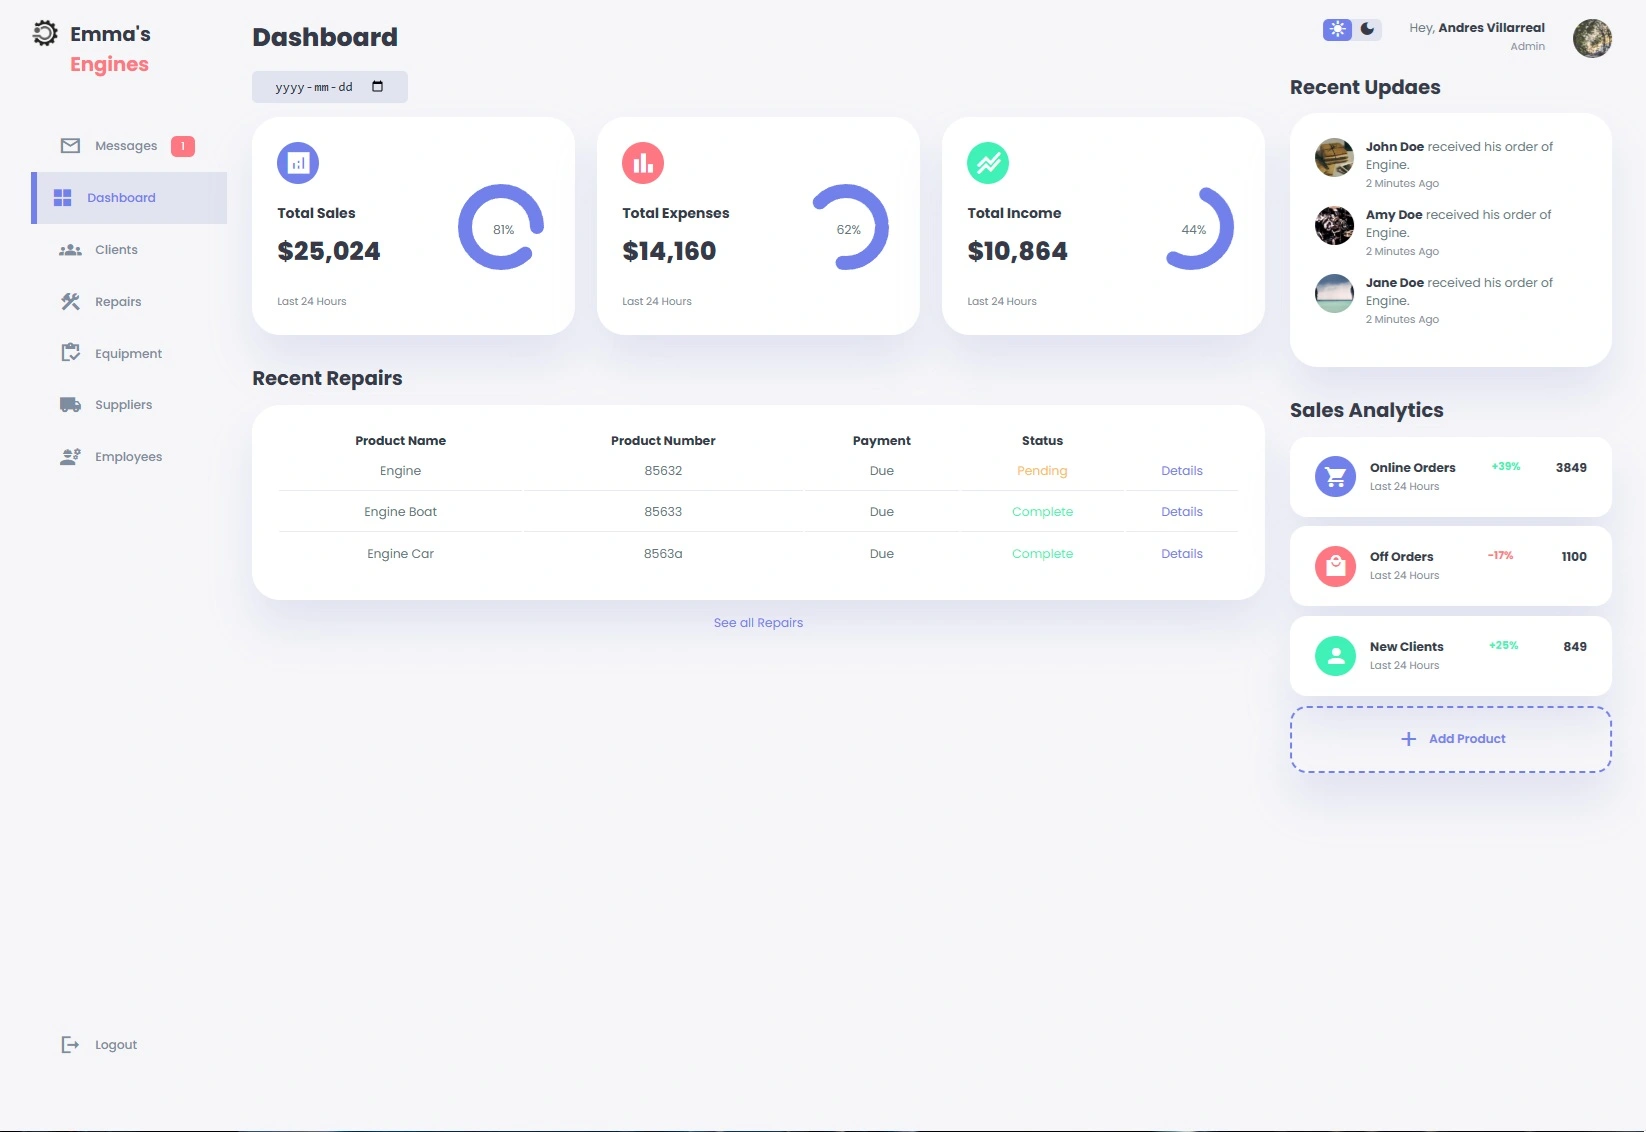 Emma's
Engines
Messages 1
Dashboard
Clients
Repairs
Equipment
Suppliers
Employees
Logout
Dashboard
yyyy-mm-dd
Total Sales
$25,024
81%
Last 24 Hours
Total Expenses
$14,160
62%
Last 24 Hours
Total Income
$10,864
44%
Last 24 Hours
Recent Repairs
Product Name Product Number Payment Status
Engine 85632 Due Pending Details
Engine Boat 85633 Due Complete Details
Engine Car 8563a Due Complete Details
See all Repairs
Hey, Andres Villarreal
Admin
Recent Updaes
John Doe received his order of
Engine.
2 Minutes Ago
Amy Doe received his order of
Engine.
2 Minutes Ago
Jane Doe received his order of
Engine.
2 Minutes Ago
Sales Analytics
Online Orders +39% 3849
Last 24 Hours
Off Orders -17% 1100
Last 24 Hours
New Clients +25% 849
Last 24 Hours
Add Product